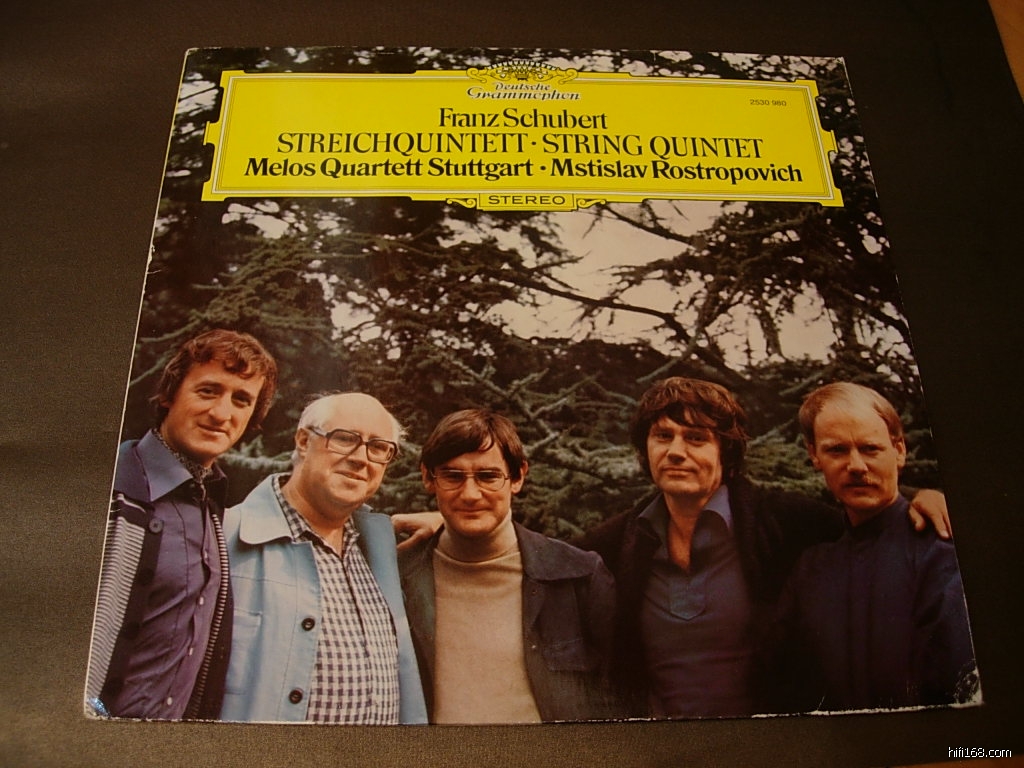 Deutsche
Grammophon
2530 980
Franz Schubert
STREICHQUINTETT · STRING QUINTET
Melos Quartett Stuttgart · Mstislav Rostropovich
STEREO
hifi168.com